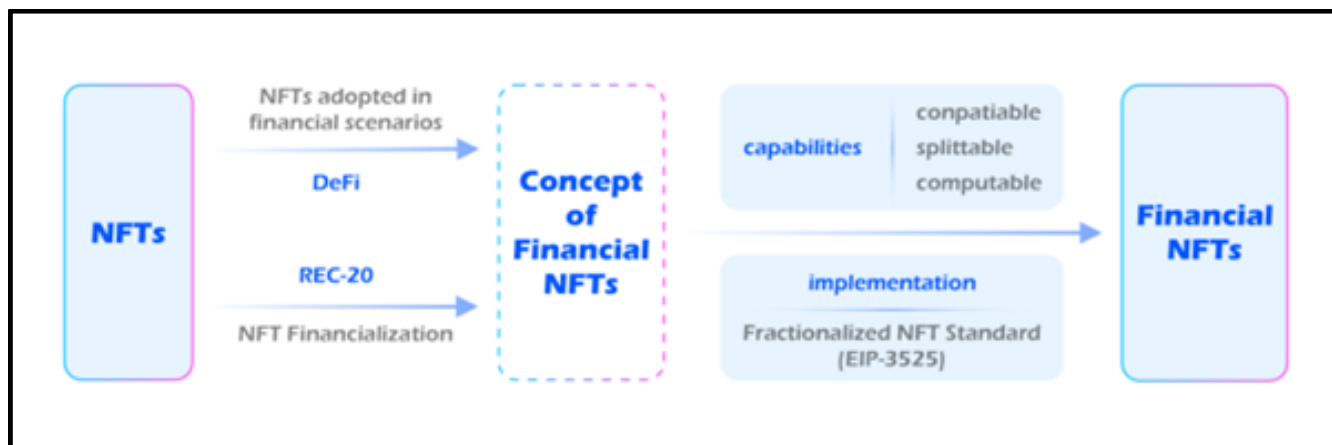 NFTs
NFTs adopted in
financial scenarios
DeFi
REC-20
NFT Financialization
Concept
of
Financial
NFTs
capabilities
conpatiable
splittable
computable
implementation
Fractionalized NFT Standard
(EIP-3525)
Financial
NFTs